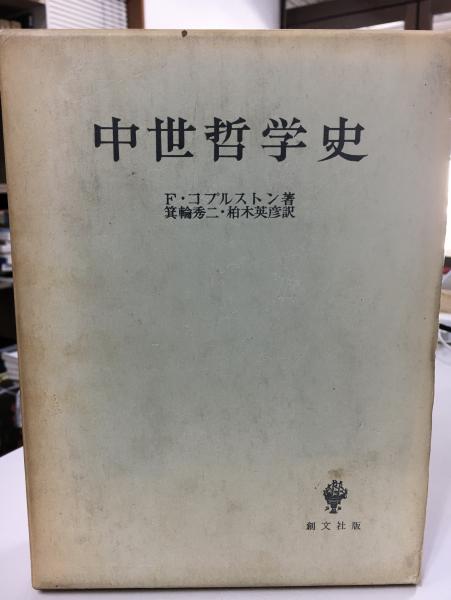 中世哲学史
F・コプルストン著
箕輪秀二・柏木英彦訳
創文社版